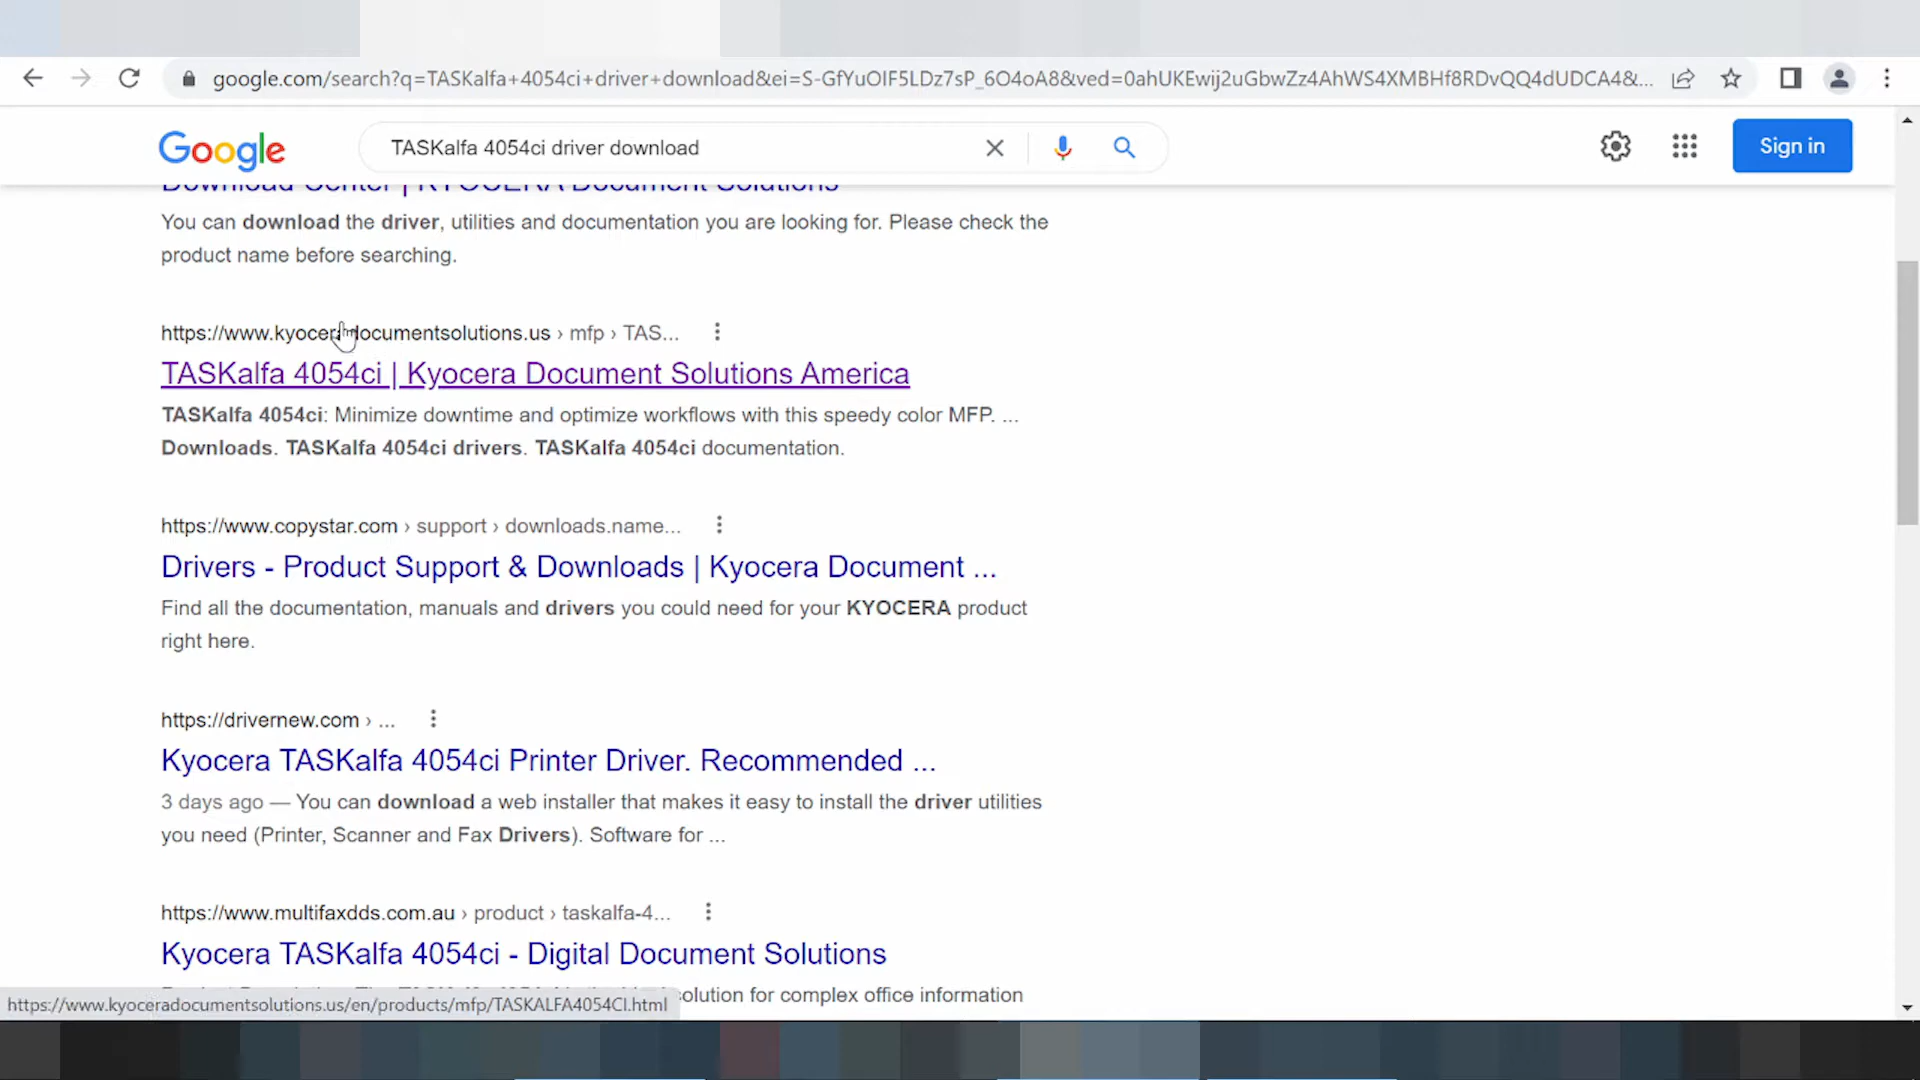 google.com/search?q=TASKalfa+4054ci+driver+download&ei=S-GfYuOIF5LDz7sP_6O4oA8&ved=0ahUKEwij2uGbwZz4AhWS4XMBHf8RDvQQ4dUDCA4&...
Google
TASKalfa 4054ci driver download
Sign in
Download Center | KYOCERA Document Solutions
You can download the driver, utilities and documentation you are looking for. Please check the
product name before searching.
https://www.kyoceradocumentsolutions.us › mfp › TAS...
TASKalfa 4054ci | Kyocera Document Solutions America
TASKalfa 4054ci: Minimize downtime and optimize workflows with this speedy color MFP. ...
Downloads. TASKalfa 4054ci drivers. TASKalfa 4054ci documentation.
https://www.copystar.com › support › downloads.name...
Drivers - Product Support & Downloads | Kyocera Document ...
Find all the documentation, manuals and drivers you could need for your KYOCERA product
right here.
https://drivernew.com › ...
Kyocera TASKalfa 4054ci Printer Driver. Recommended ...
3 days ago — You can download a web installer that makes it easy to install the driver utilities
you need (Printer, Scanner and Fax Drivers). Software for ...
https://www.multifaxdds.com.au › product › taskalfa-4...
Kyocera TASKalfa 4054ci - Digital Document Solutions
solution for complex office information
https://www.kyoceradocumentsolutions.us/en/products/mfp/TASKALFA4054CI.html